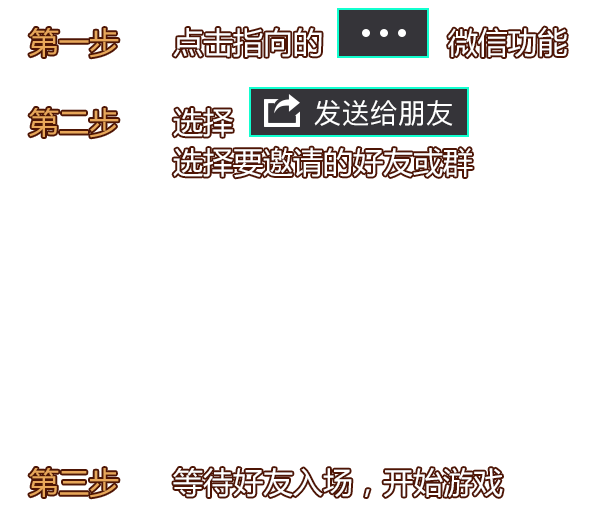 第一步 点击指向的 ••• 微信功能
第二步 选择 发送给朋友
选择要邀请的好友或群
第三步 等待好友入场，开始游戏